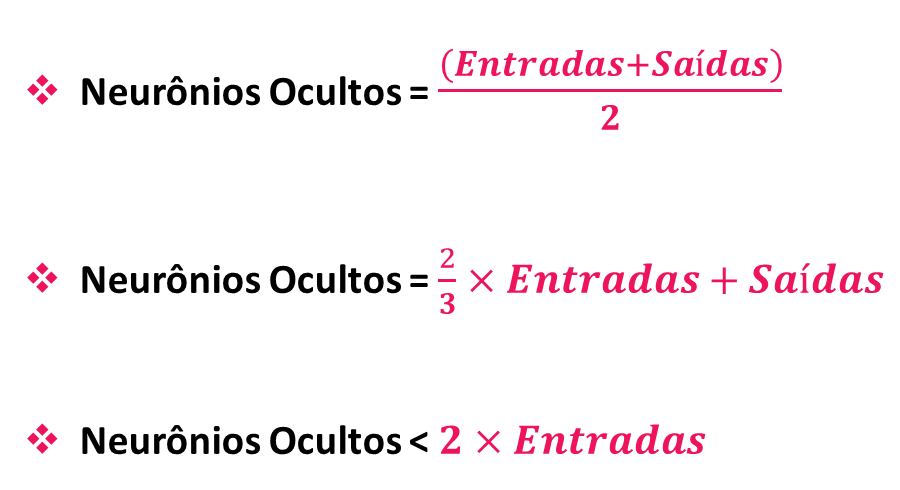 ❖ Neurônios Ocultos = (Entradas+Saídas)/2
❖ Neurônios Ocultos = 2/3 × Entradas + Saídas
❖ Neurônios Ocultos < 2 × Entradas